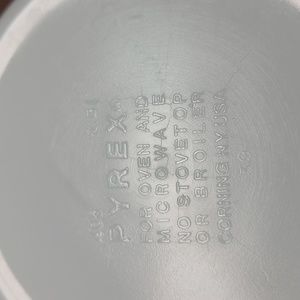 PYREX
FOR OVEN AND
MICROWAVE
NO STOVETOP
OR BROILER
CORNING NY USA